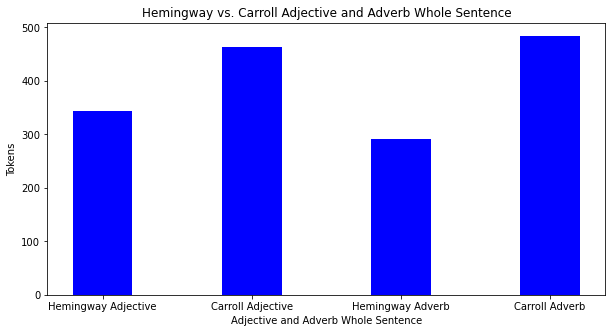 Hemingway vs. Carroll Adjective and Adverb Whole Sentence
500
400
300
200
100
0
Tokens
Hemingway Adjective Carroll Adjective Hemingway Adverb Carroll Adverb
Adjective and Adverb Whole Sentence